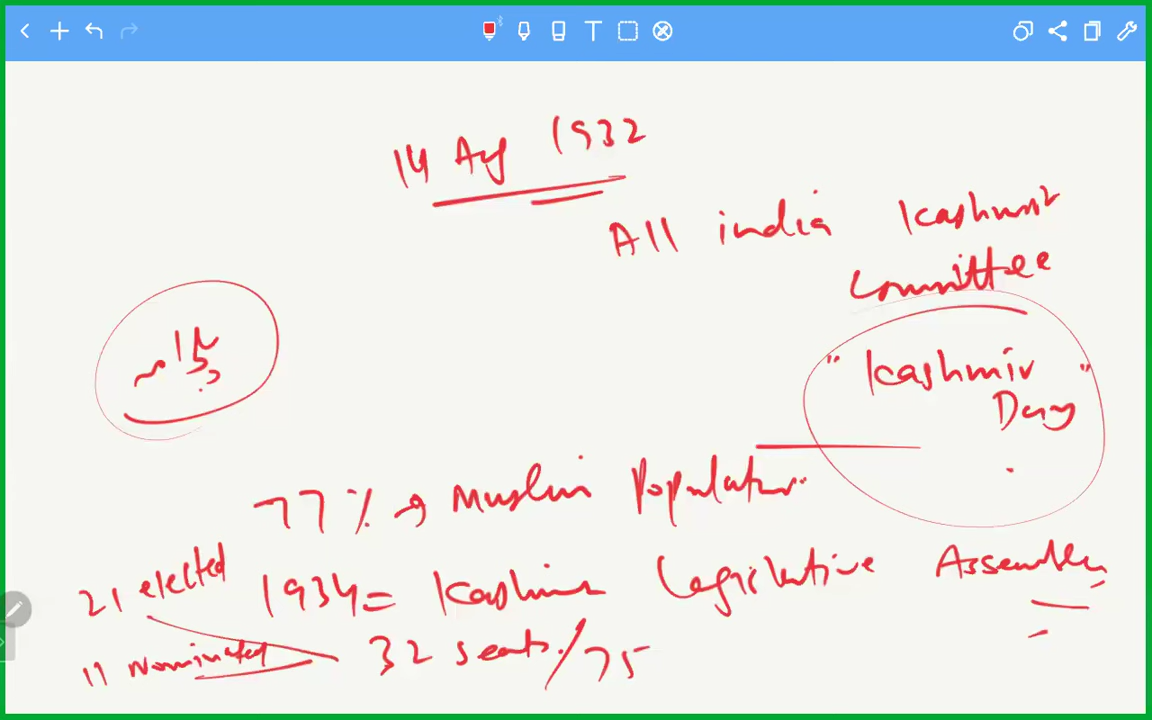 14 Aug 1932
All india Kashmir
Committee
"Kashmir
Day"
77% → Muslim Population
21 elected
1934 = Kashmir Legislative Assembly
11 Nominated
32 seats / 75